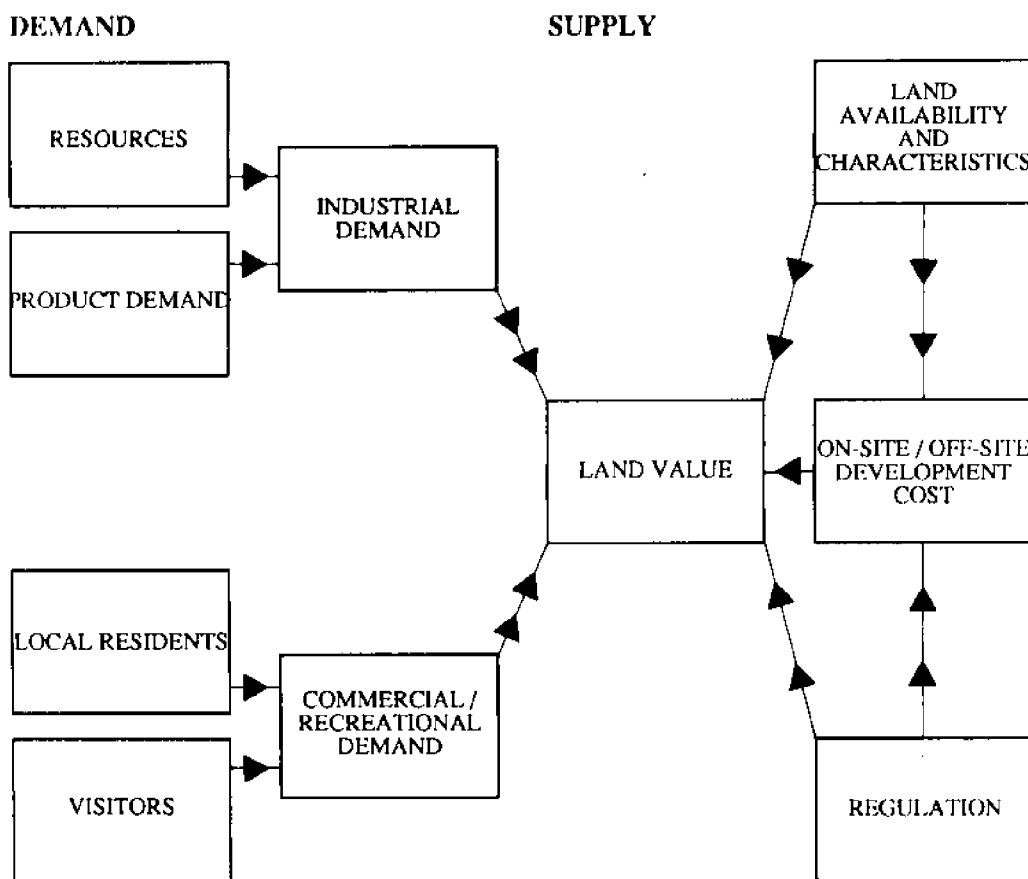 DEMAND
SUPPLY
RESOURCES
PRODUCT DEMAND
INDUSTRIAL
DEMAND
LAND
AVAILABILITY
AND
CHARACTERISTICS
LAND VALUE
ON-SITE / OFF-SITE
DEVELOPMENT
COST
LOCAL RESIDENTS
VISITORS
COMMERCIAL /
RECREATIONAL
DEMAND
REGULATION